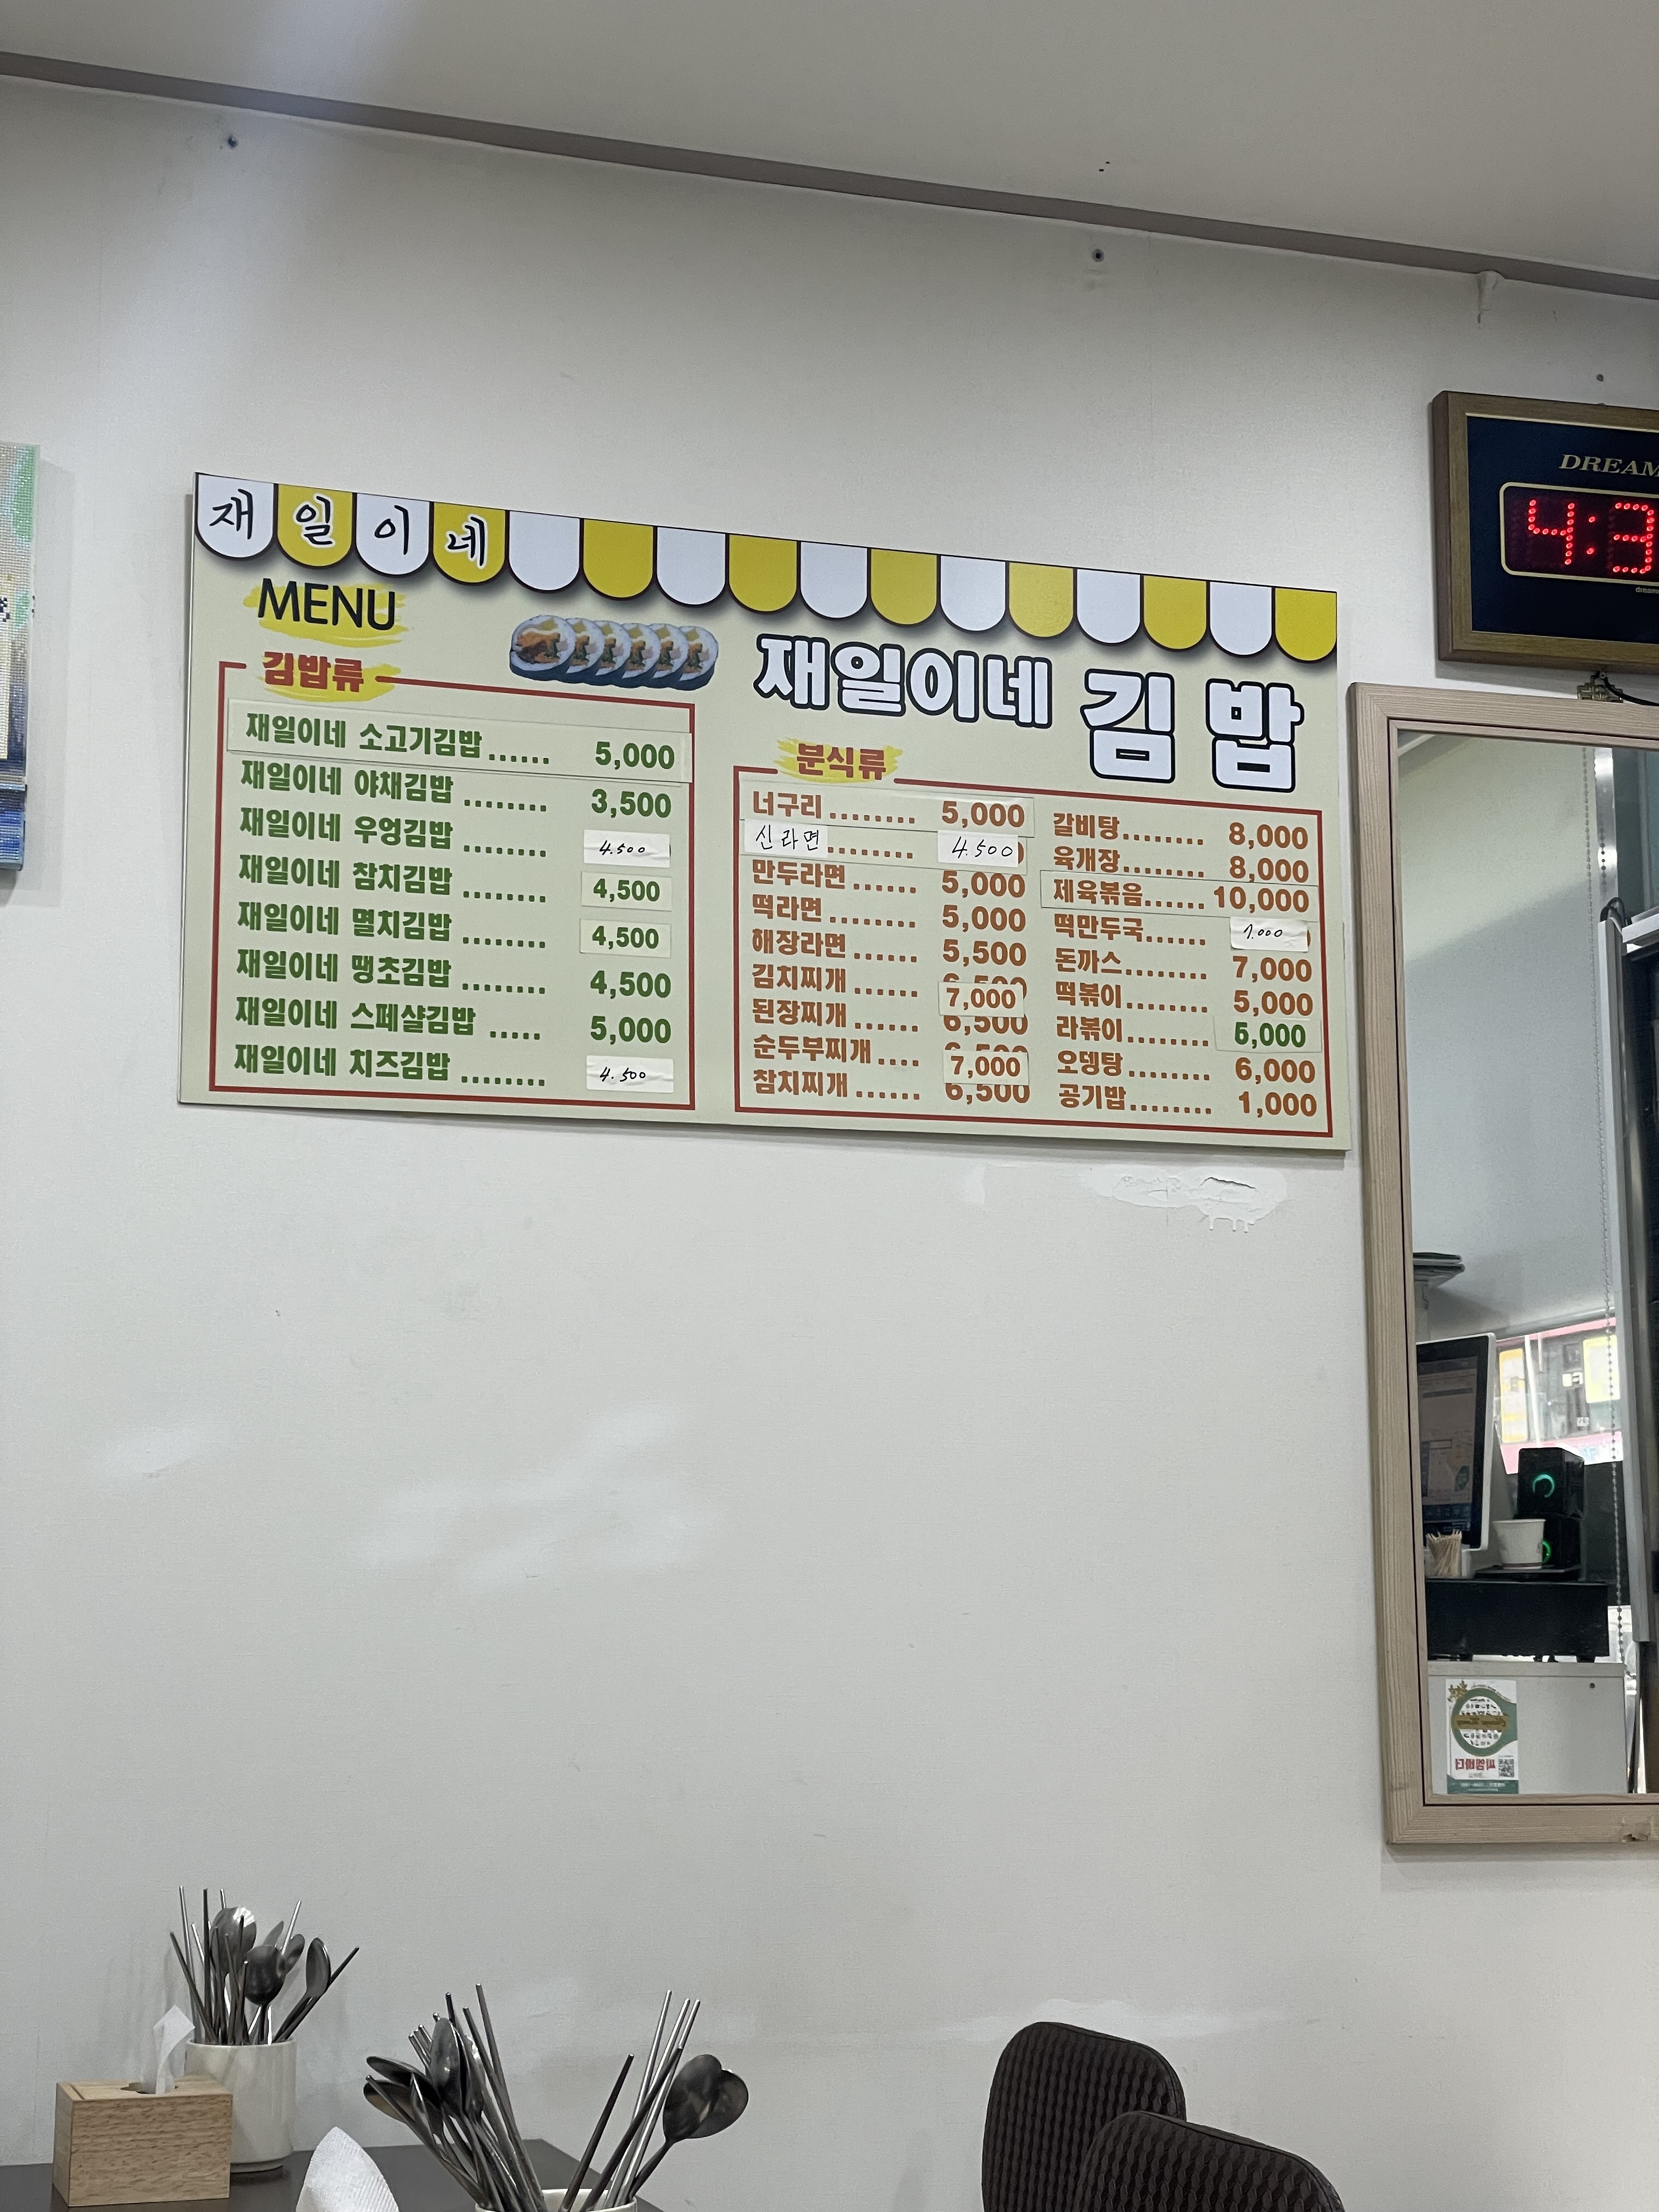 재일이네
MENU
재일이네 김밥
김밥류
재일이네 소고기김밥...... 5,000
재일이네 야채김밥........ 3,500
재일이네 우엉김밥........ 4.500
재일이네 참치김밥........ 4,500
재일이네 멸치김밥........ 4,500
재일이네 땡초김밥........ 4,500
재일이네 스페샬김밥..... 5,000
재일이네 치즈김밥........ 4.500
분식류
너구리........ 5,000
신라면........ 4.500
만두라면...... 5,000
떡라면........ 5,000
해장라면...... 5,500
김치찌개...... 7,000
된장찌개...... 6,500
순두부찌개.... 7,000
참치찌개...... 6,500
갈비탕........ 8,000
육개장........ 8,000
제육볶음...... 10,000
떡만두국...... 7.000
돈까스........ 7,000
떡볶이........ 5,000
라볶이........ 6,000
오뎅탕........ 6,000
공기밥........ 1,000
DREAM
4:3